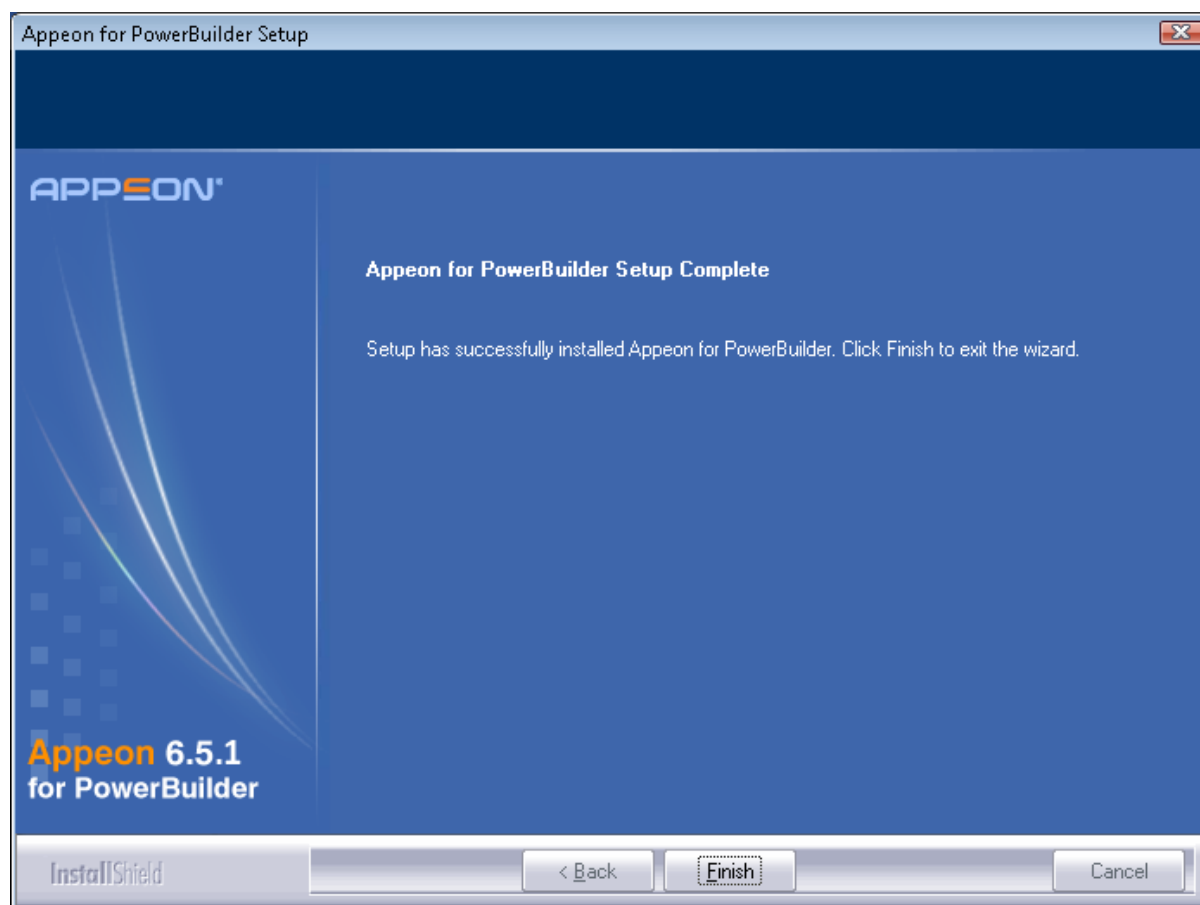 Appeon for PowerBuilder Setup
APPEON®
Appeon for PowerBuilder Setup Complete
Setup has successfully installed Appeon for PowerBuilder. Click Finish to exit the wizard.
Appeon 6.5.1
for PowerBuilder
InstallShield
< Back
Finish
Cancel